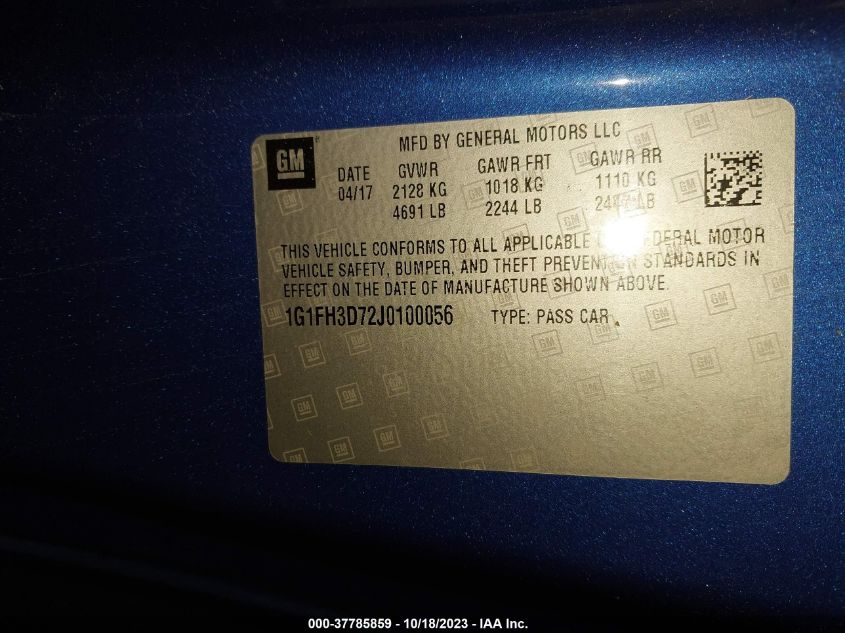 GM
MFD BY GENERAL MOTORS LLC
DATE GVWR GAWR FRT GAWR RR
04/17 2128 KG 1018 KG 1110 KG
4691 LB 2244 LB LB
THIS VEHICLE CONFORMS TO ALL APPLICABLE FEDERAL MOTOR
VEHICLE SAFETY, BUMPER, AND THEFT PREVENTION STANDARDS IN
EFFECT ON THE DATE OF MANUFACTURE SHOWN ABOVE.
1G1FH3D72J0100056 TYPE: PASS CAR
000-37785859 - 10/18/2023 - IAA Inc.